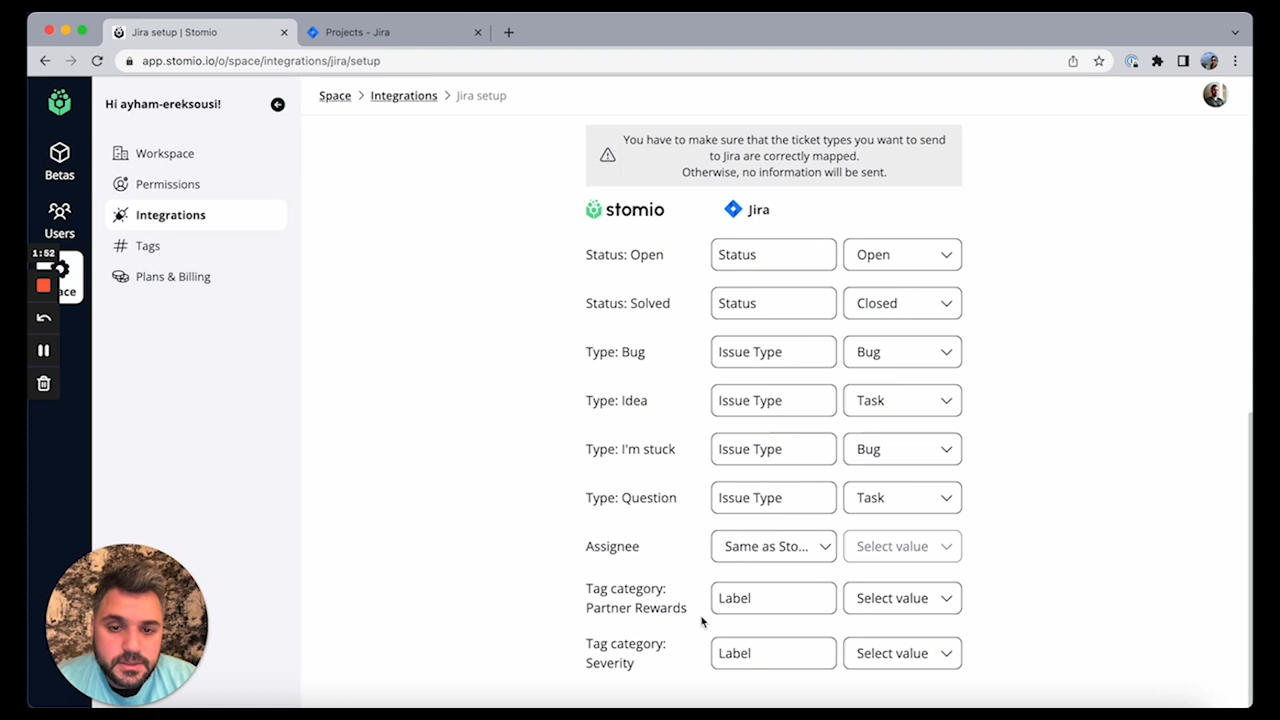 Jira setup | Stomio
Projects - Jira
app.stomio.io/o/space/integrations/jira/setup
Hi ayham-ereksousi!
Space > Integrations > Jira setup
Betas
Users
1:52
ace
Workspace
Permissions
Integrations
Tags
Plans & Billing
You have to make sure that the ticket types you want to send
to Jira are correctly mapped.
Otherwise, no information will be sent.
stomio Jira
Status: Open Status Open
Status: Solved Status Closed
Type: Bug Issue Type Bug
Type: Idea Issue Type Task
Type: I'm stuck Issue Type Bug
Type: Question Issue Type Task
Assignee Same as Sto... Select value
Tag category:
Partner Rewards Label Select value
Tag category:
Severity Label Select value